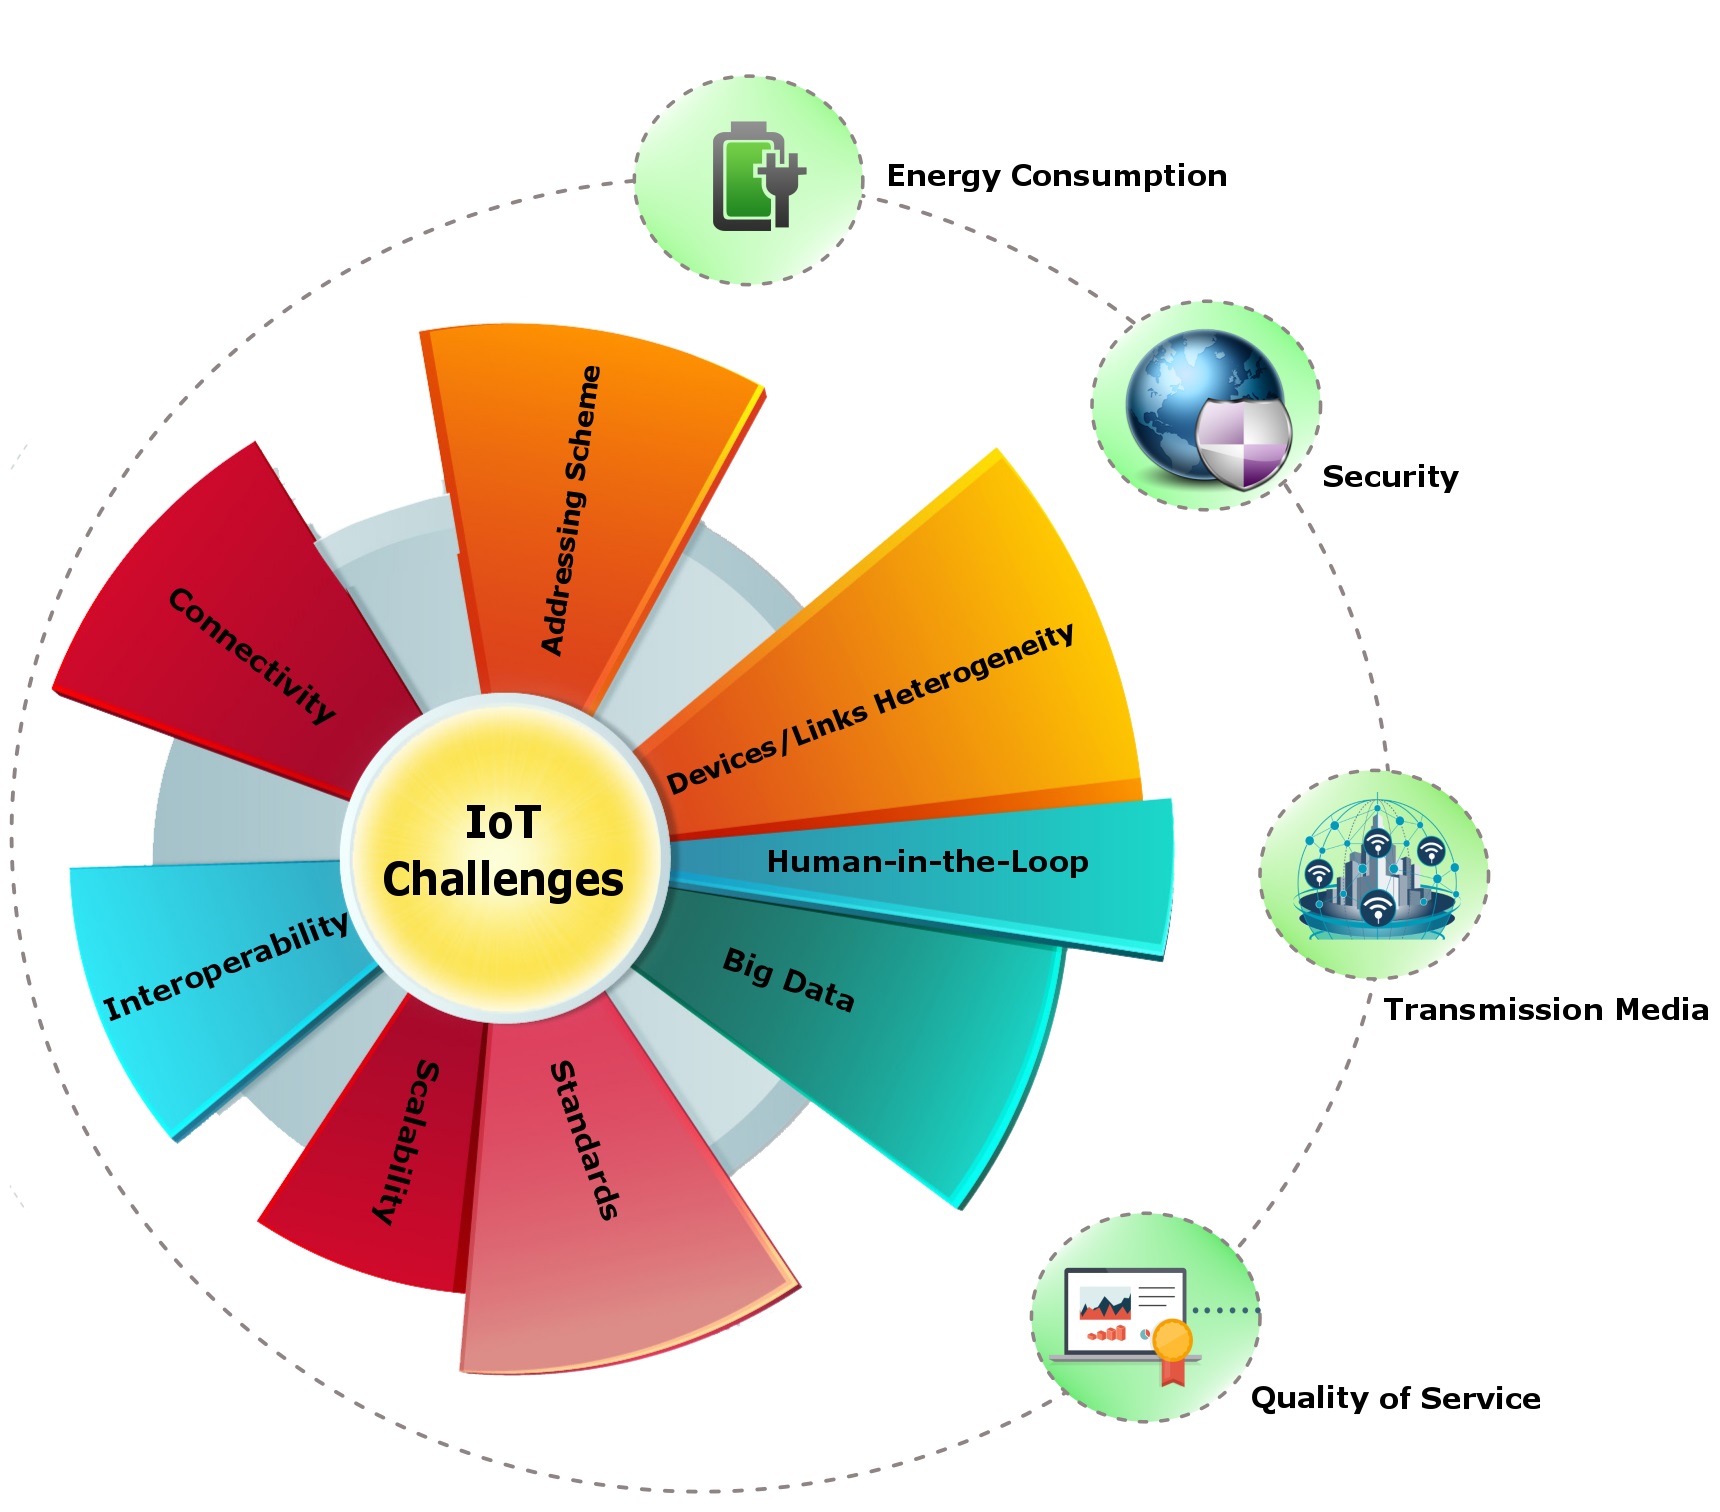 Energy Consumption
Security
Transmission Media
Quality of Service
IoT
Challenges
Addressing Scheme
Devices/Links Heterogeneity
Human-in-the-Loop
Big Data
Standards
Scalability
Interoperability
Connectivity